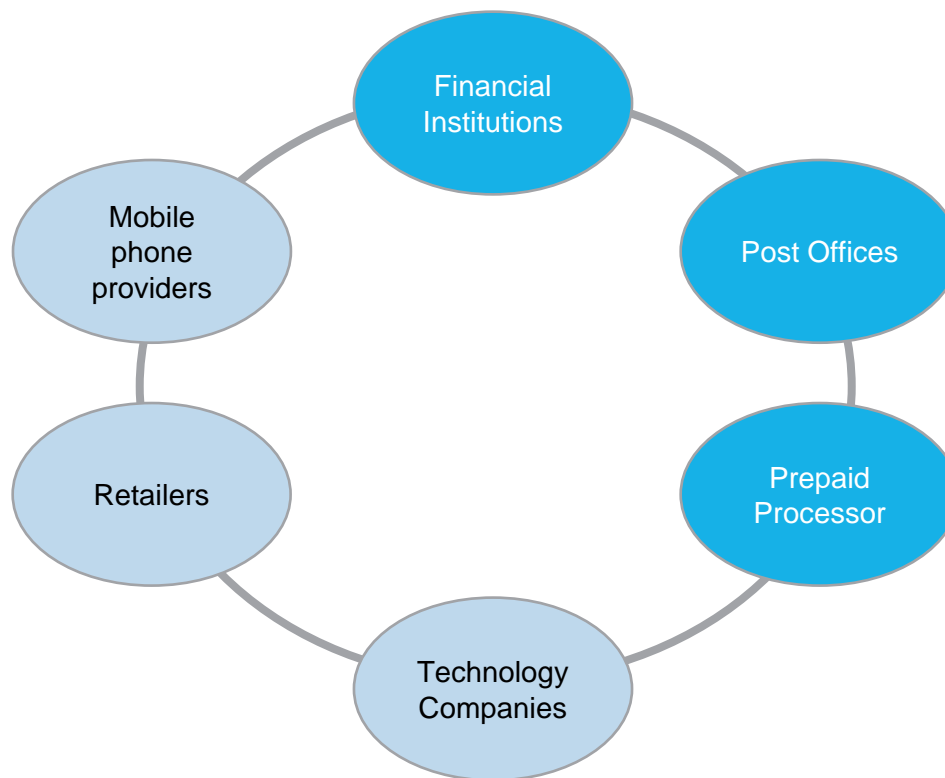 Financial
Institutions
Mobile
phone
providers
Post Offices
Retailers
Prepaid
Processor
Technology
Companies